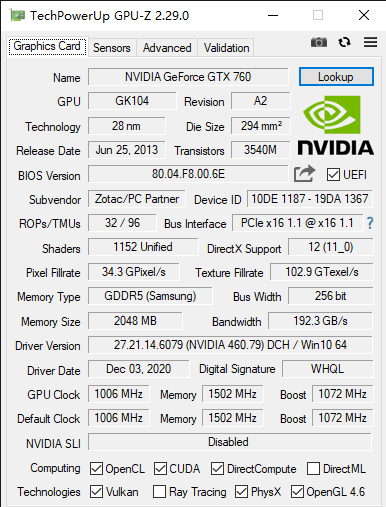 TechPowerUp GPU-Z 2.29.0
Graphics Card Sensors Advanced Validation
Name NVIDIA GeForce GTX 760 Lookup
GPU GK104 Revision A2
Technology 28 nm Die Size 294 mm²
Release Date Jun 25, 2013 Transistors 3540M
NVIDIA
BIOS Version 80.04.F8.00.6E UEFI
Subvendor Zotac/PC Partner Device ID 10DE 1187 - 19DA 1367
ROPs/TMUs 32 / 96 Bus Interface PCIe x16 1.1 @ x16 1.1 ?
Shaders 1152 Unified DirectX Support 12 (11_0)
Pixel Fillrate 34.3 GPixel/s Texture Fillrate 102.9 GTexel/s
Memory Type GDDR5 (Samsung) Bus Width 256 bit
Memory Size 2048 MB Bandwidth 192.3 GB/s
Driver Version 27.21.14.6079 (NVIDIA 460.79) DCH / Win10 64
Driver Date Dec 03, 2020 Digital Signature WHQL
GPU Clock 1006 MHz Memory 1502 MHz Boost 1072 MHz
Default Clock 1006 MHz Memory 1502 MHz Boost 1072 MHz
NVIDIA SLI Disabled
Computing OpenCL CUDA DirectCompute DirectML
Technologies Vulkan Ray Tracing PhysX OpenGL 4.6